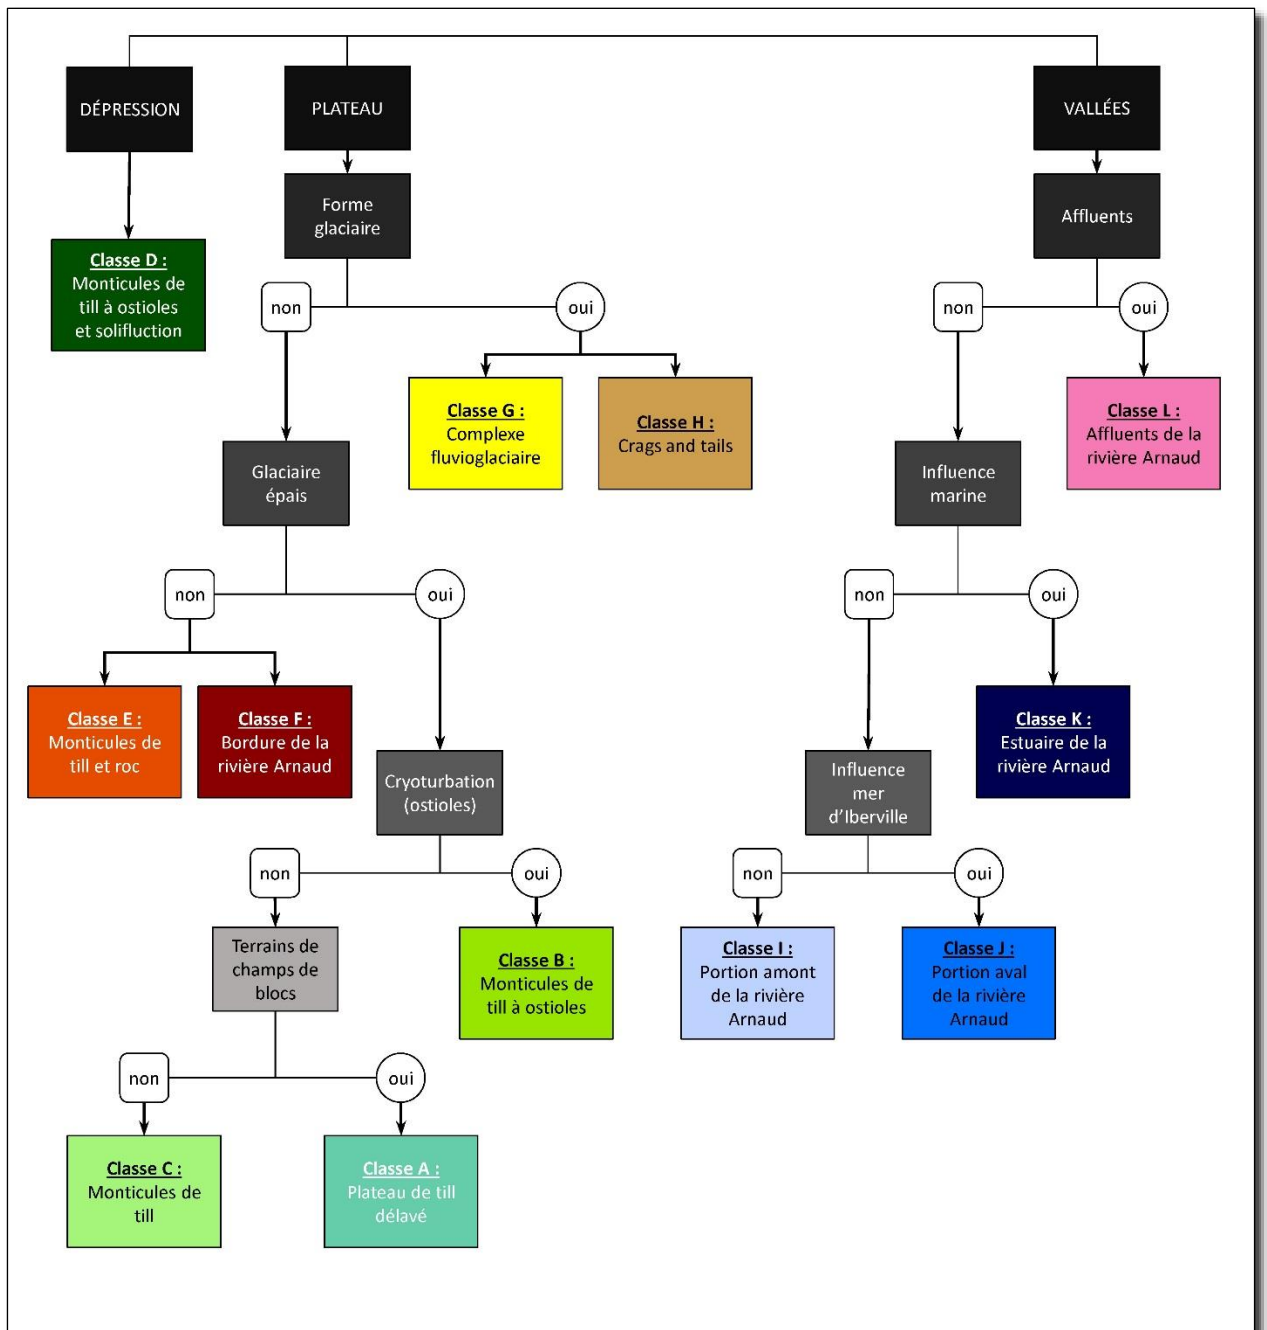 DÉPRESSION
PLATEAU
VALLÉES
Forme
glaciaire
Affluents
Classe D :
Monticules de
till à ostioles
et solifluction
non
oui
non
oui
Classe G :
Complexe
fluvioglaciaire
Classe H :
Crags and tails
Classe L :
Affluents de la
rivière Arnaud
Glaciaire
épais
Influence
marine
non
oui
non
oui
Classe E :
Monticules de
till et roc
Classe F :
Bordure de la
rivière Arnaud
Classe K :
Estuaire de la
rivière Arnaud
Cryoturbation
(ostioles)
Influence
mer
d'Iberville
non
oui
non
oui
Terrains de
champs de
blocs
Classe B :
Monticules de
till à ostioles
Classe I :
Portion amont
de la rivière
Arnaud
Classe J :
Portion aval
de la rivière
Arnaud
non
oui
Classe C :
Monticules de
till
Classe A :
Plateau de till
délavé